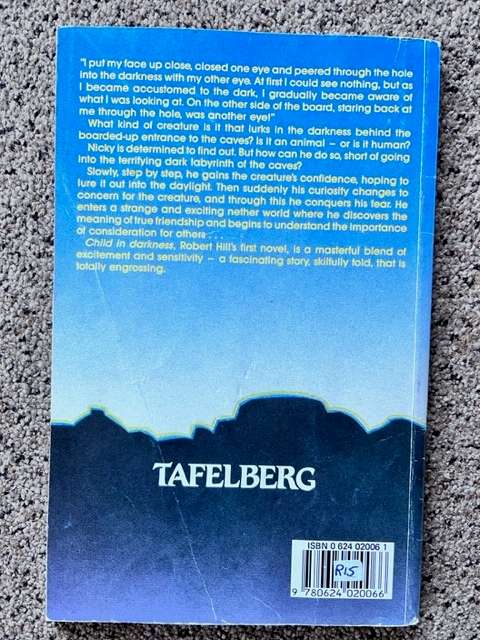 "I put my face up close, closed one eye and peered through the hole
into the darkness with my other eye. At first I could see nothing, but as
I became accustomed to the dark, I gradually became aware of
what I was looking at. On the other side of the board, staring back at
me through the hole, was another eye!"
What kind of creature is it that lurks in the darkness behind the
boarded-up entrance to the caves? Is it an animal – or is it human?
Nicky is determined to find out. But how can he do so, short of going
into the terrifying dark labyrinth of the caves?
Slowly, step by step, he gains the creature's confidence, hoping to
lure it out into the daylight. Then suddenly his curiosity changes to
concern for the creature, and through this he conquers his fear. He
enters a strange and exciting nether world where he discovers the
meaning of true friendship and begins to understand the importance
of consideration for others . . . .
Child in darkness, Robert Hill's first novel, is a masterful blend of
excitement and sensitivity – a fascinating story, skilfully told, that is
totally engrossing.
TAFELBERG
ISBN 0 624 02006 1
R15
9 780624 020066